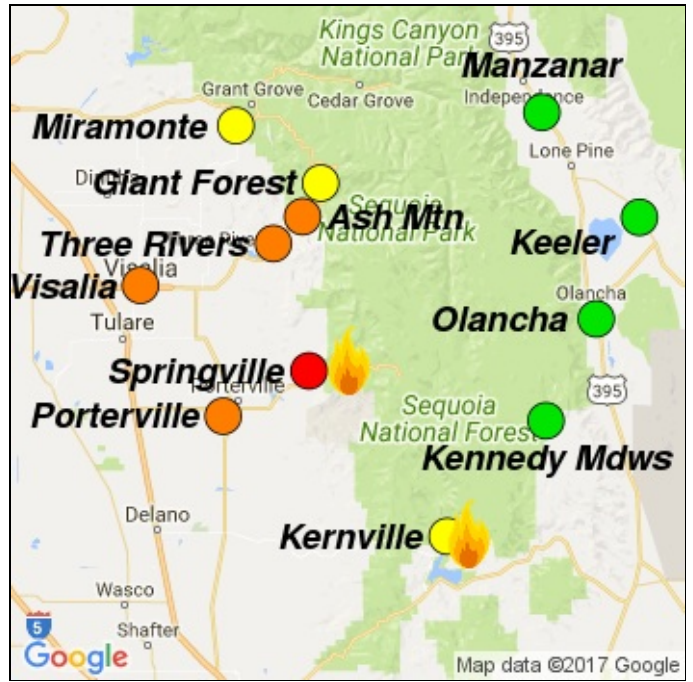 Kings Canyon
National Park
395
Manzanar
Grant Grove
Cedar Grove
Independence
Miramonte
Lone Pine
Giant Forest
Sequoia
National Park
Ash Mtn
Three Rivers
Keeler
Visalia
Visalia
Olancha
Tulare
Olancha
Springville
395
Porterville
Porterville
Sequoia
National Forest
Kennedy Mdws
Delano
Kernville
Wasco
5
Shafter
Google
Map data ©2017 Google